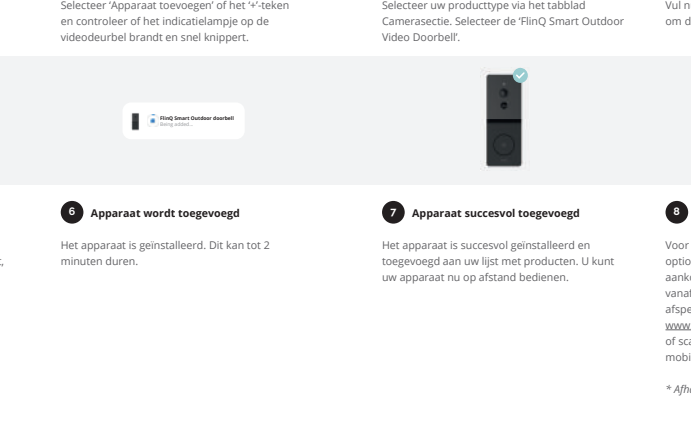 Selecteer 'Apparaat toevoegen' of het '+'-teken
en controleer of het indicatielampje op de
videodeurbel brandt en snel knippert.
Selecteer uw producttype via het tabblad
Camerasectie. Selecteer de 'FlinQ Smart Outdoor
Video Doorbell'.
Vul n
om d
FlinQ Smart Outdoor doorbell
Being added...
6 Apparaat wordt toegevoegd
Het apparaat is geïnstalleerd. Dit kan tot 2
minuten duren.
7 Apparaat succesvol toegevoegd
Het apparaat is succesvol geïnstalleerd en
toegevoegd aan uw lijst met producten. U kunt
uw apparaat nu op afstand bedienen.
8
Voor
optio
aanke
vanaf
afspe
www.
of sca
mobi
* Afha